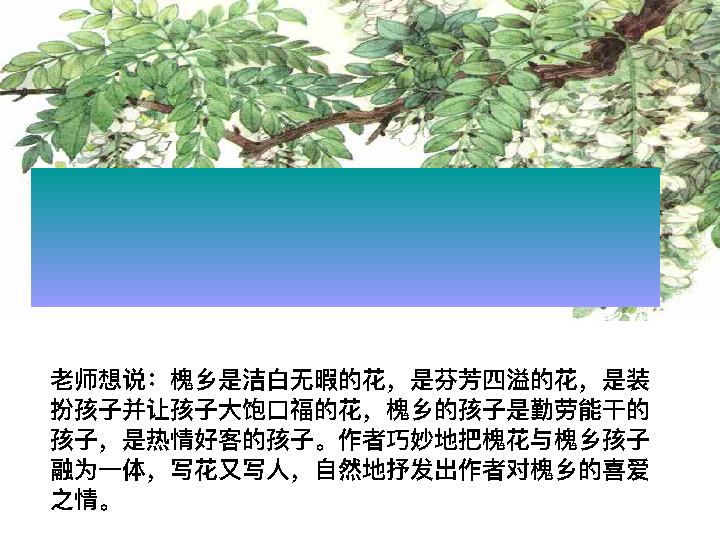 老师想说：槐乡是洁白无暇的花，是芬芳四溢的花，是装
扮孩子并让孩子大饱口福的花，槐乡的孩子是勤劳能干的
孩子，是热情好客的孩子。作者巧妙地把槐花与槐乡孩子
融为一体，写花又写人，自然地抒发出作者对槐乡的喜爱
之情。